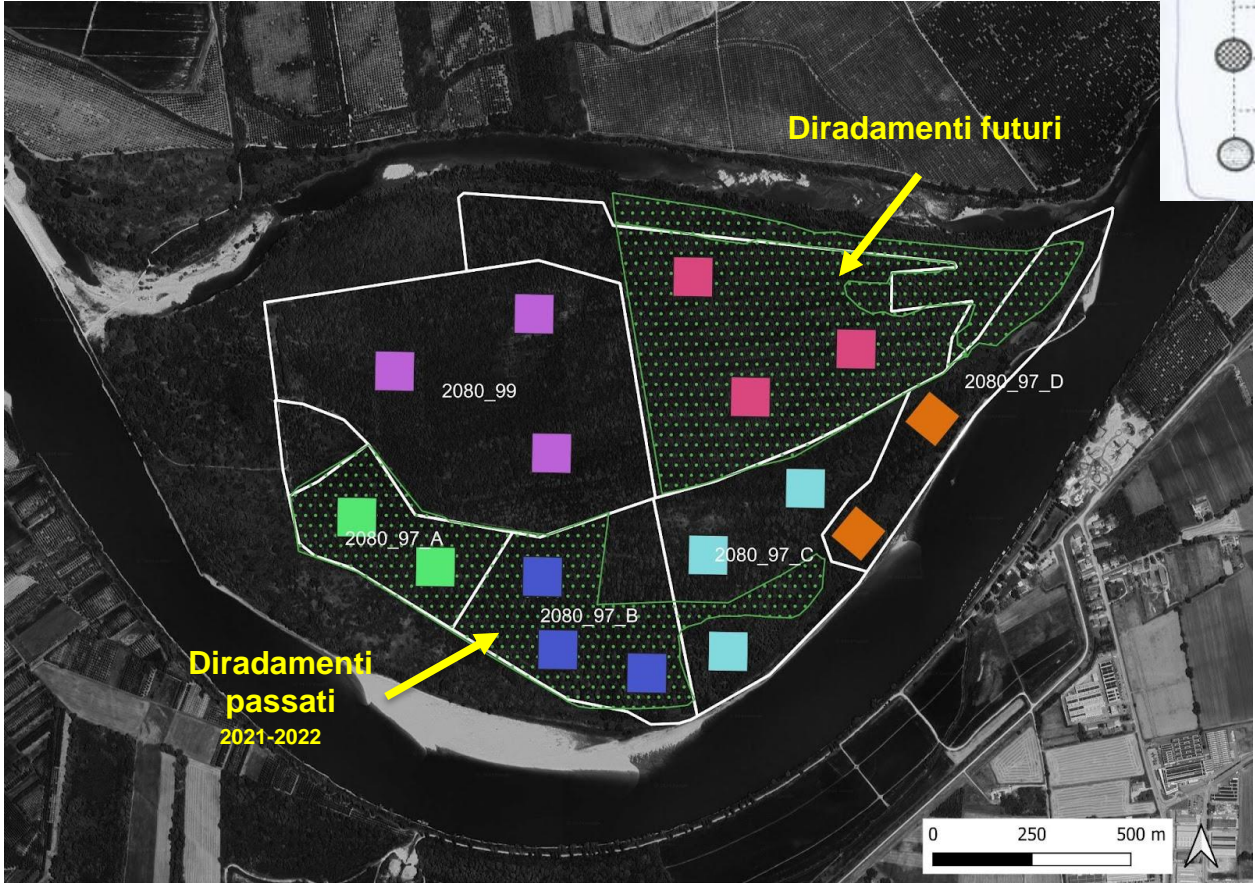 Diradamenti futuri
2080_97_D
2080_99
2080_97_A
2080_97_C
2080_97_B
Diradamenti
passati
2021-2022
0 250 500 m